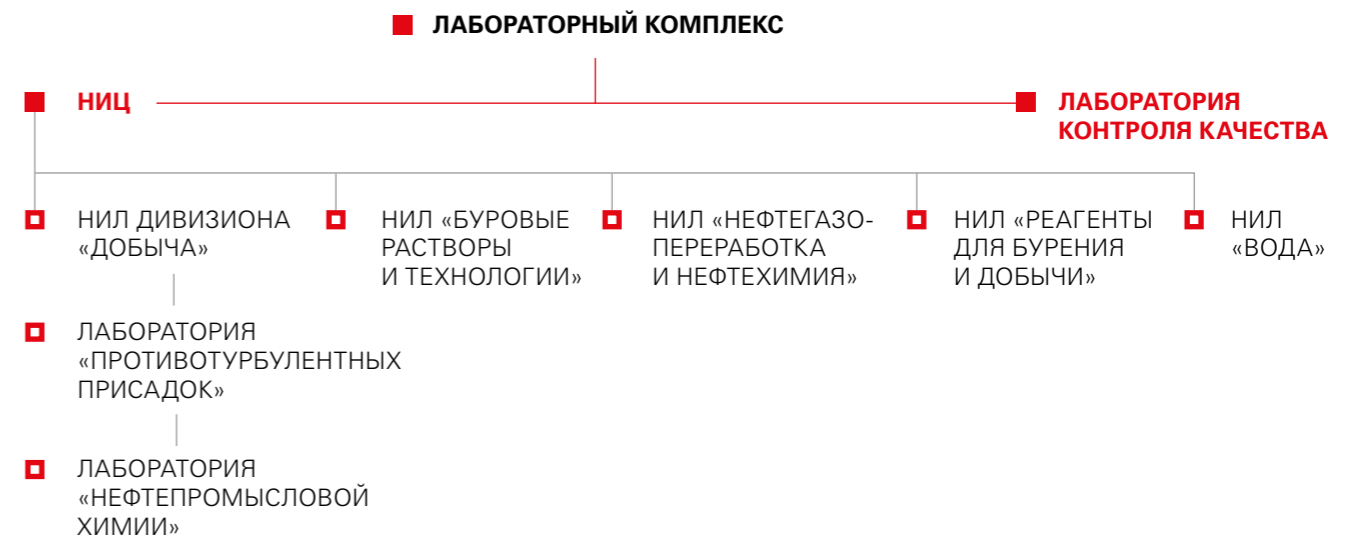 ЛАБОРАТОРНЫЙ КОМПЛЕКС
НИЦ
ЛАБОРАТОРИЯ
КОНТРОЛЯ КАЧЕСТВА
НИЛ ДИВИЗИОНА
«ДОБЫЧА»
НИЛ «БУРОВЫЕ
РАСТВОРЫ
И ТЕХНОЛОГИИ»
НИЛ «НЕФТЕГАЗО-
ПЕРЕРАБОТКА
И НЕФТЕХИМИЯ»
НИЛ «РЕАГЕНТЫ
ДЛЯ БУРЕНИЯ
И ДОБЫЧИ»
НИЛ
«ВОДА»
ЛАБОРАТОРИЯ
«ПРОТИВОТУРБУЛЕНТНЫХ
ПРИСАДОК»
ЛАБОРАТОРИЯ
«НЕФТЕПРОМЫСЛОВОЙ
ХИМИИ»